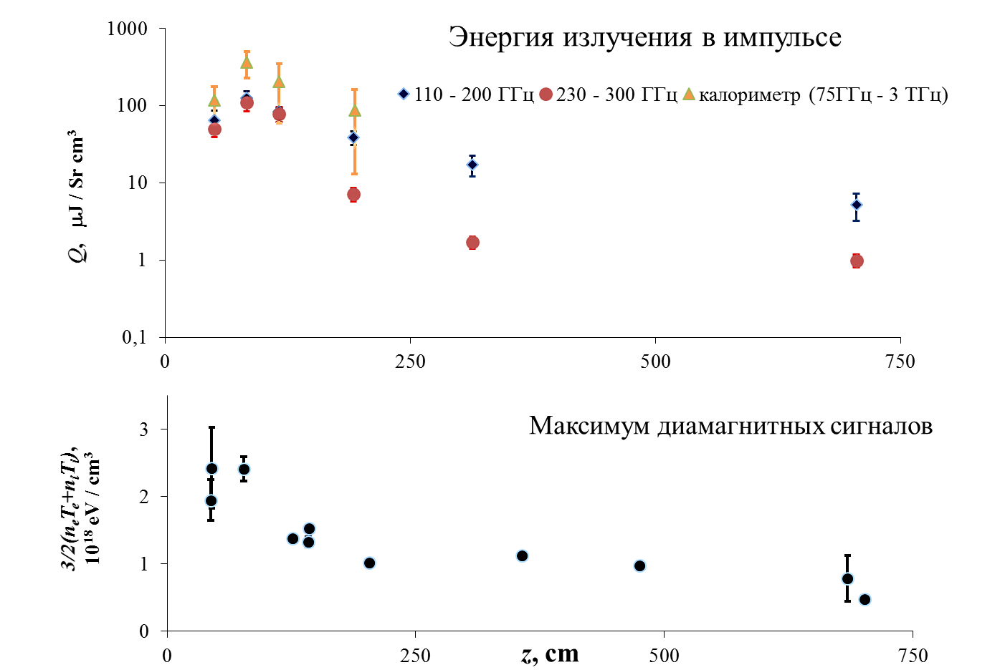 Энергия излучения в импульсе
110 - 200 ГГц 230 - 300 ГГц калориметр (75ГГц - 3 ТГц)
Q, μJ / Sr cm³
1000
100
10
1
0,1
0 250 500 750
Максимум диамагнитных сигналов
3/2(nₑTₑ+nᵢTᵢ),
10¹⁸ eV / cm³
3
2
1
0
0 250 500 750
z, cm